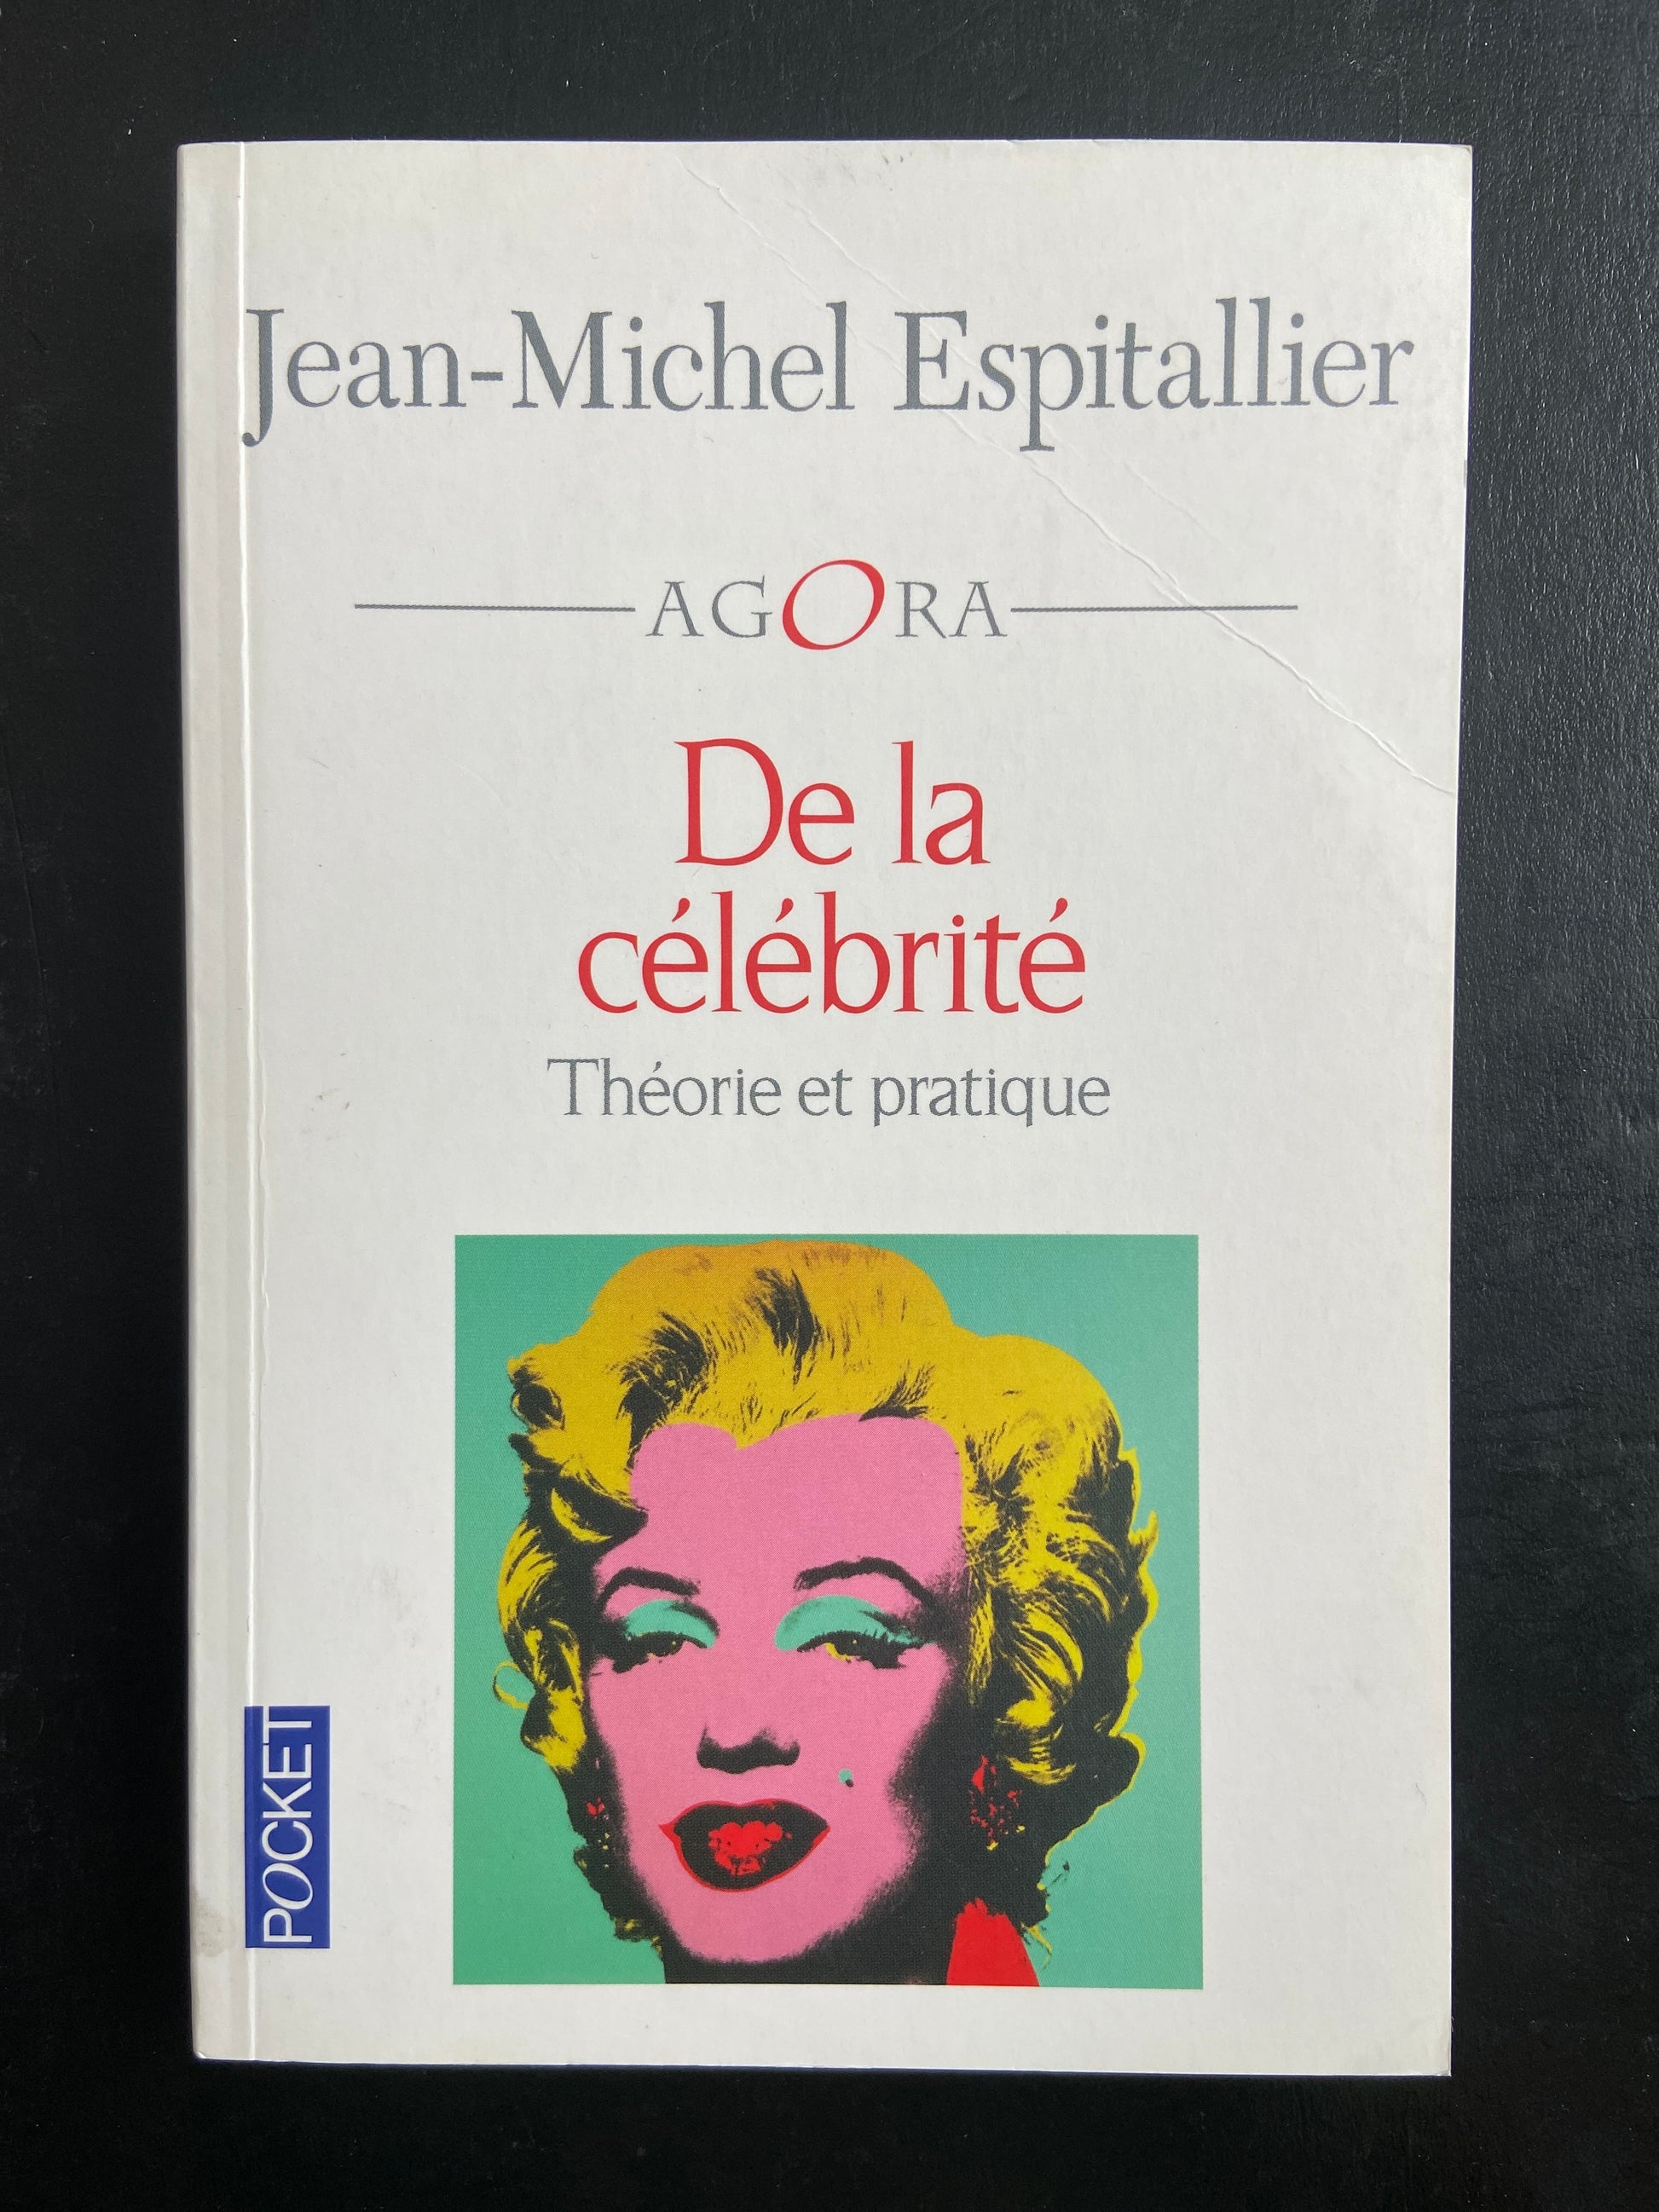 Jean-Michel Espitallier
AGORA
De la
célébrité
Théorie et pratique
POCKET